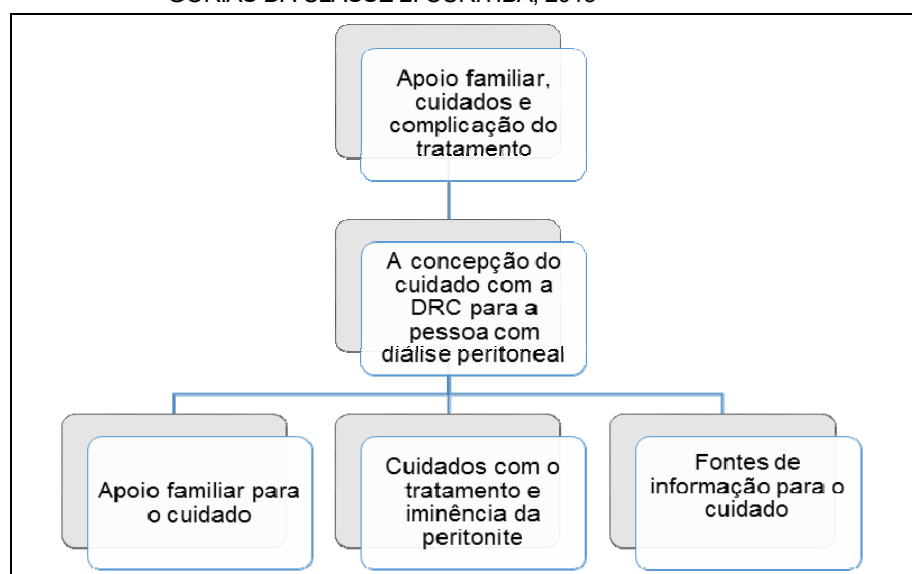 Apoio familiar,
cuidados e
complicação do
tratamento
A concepção do
cuidado com a
DRC para a
pessoa com
diálise peritoneal
Apoio familiar para
o cuidado
Cuidados com o
tratamento e
iminência da
peritonite
Fontes de
informação para o
cuidado